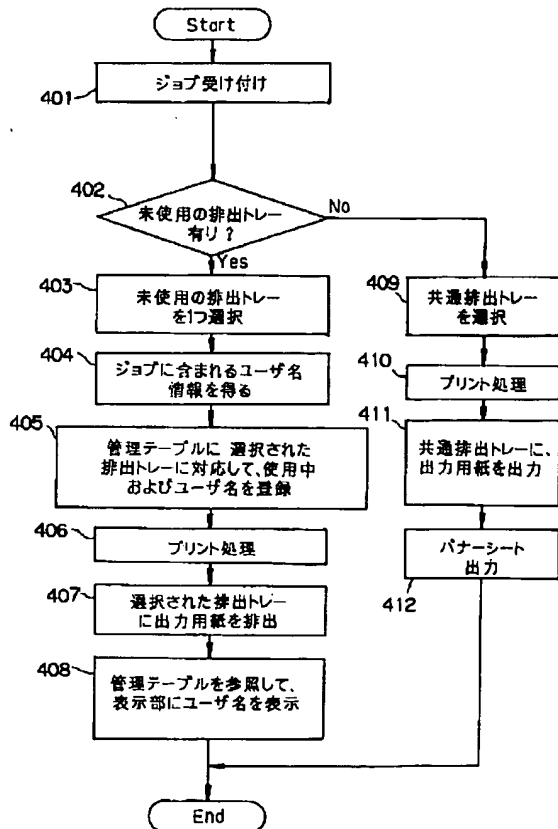 Start
401
ジョブ受け付け
402
未使用の排出トレー
有り?
No
Yes
403
未使用の排出トレー
を1つ選択
404
ジョブに含まれるユーザ名
情報を得る
405
管理テーブルに 選択された
排出トレーに対応して、使用中
およびユーザ名を登録
406
プリント処理
407
選択された排出トレー
に出力用紙を排出
408
管理テーブルを参照して、
表示部にユーザ名を表示
409
共通排出トレー
を選択
410
プリント処理
411
共通排出トレーに、
出力用紙を出力
バナーシート
出力
412
End